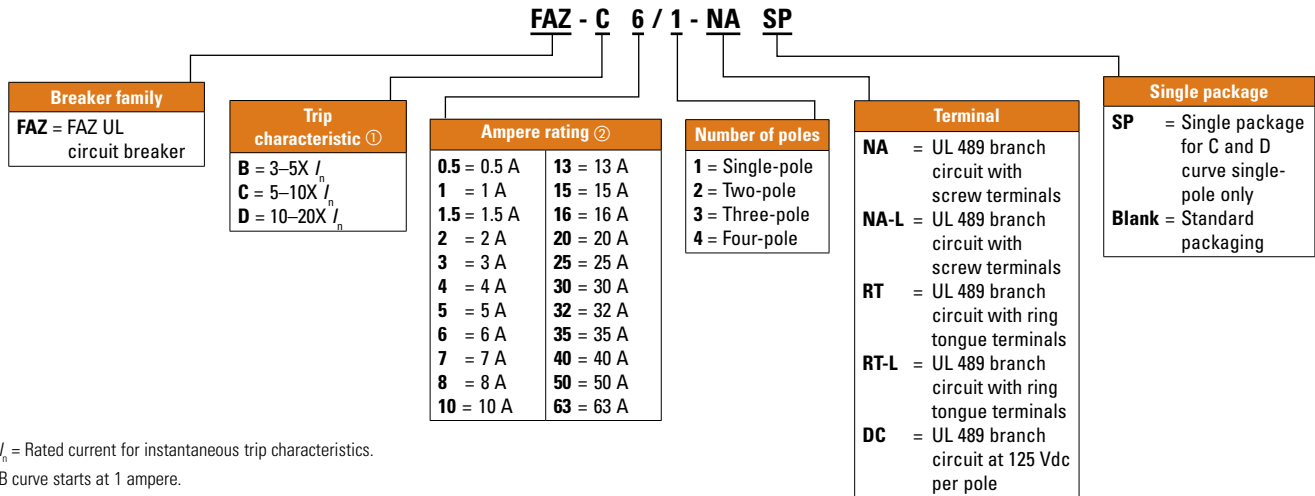 FAZ - C 6 / 1 - NA SP
Breaker family
FAZ = FAZ UL
circuit breaker
Trip
characteristic ①
B = 3–5X In
C = 5–10X In
D = 10–20X In
Ampere rating ②
0.5 = 0.5 A
1 = 1 A
1.5 = 1.5 A
2 = 2 A
3 = 3 A
4 = 4 A
5 = 5 A
6 = 6 A
7 = 7 A
8 = 8 A
10 = 10 A
13 = 13 A
15 = 15 A
16 = 16 A
20 = 20 A
25 = 25 A
30 = 30 A
32 = 32 A
35 = 35 A
40 = 40 A
50 = 50 A
63 = 63 A
Number of poles
1 = Single-pole
2 = Two-pole
3 = Three-pole
4 = Four-pole
Terminal
NA = UL 489 branch
circuit with
screw terminals
NA-L = UL 489 branch
circuit with
screw terminals
RT = UL 489 branch
circuit with ring
tongue terminals
RT-L = UL 489 branch
circuit with ring
tongue terminals
DC = UL 489 branch
circuit at 125 Vdc
per pole
Single package
SP = Single package
for C and D
curve single-
pole only
Blank = Standard
packaging
In = Rated current for instantaneous trip characteristics.
B curve starts at 1 ampere.